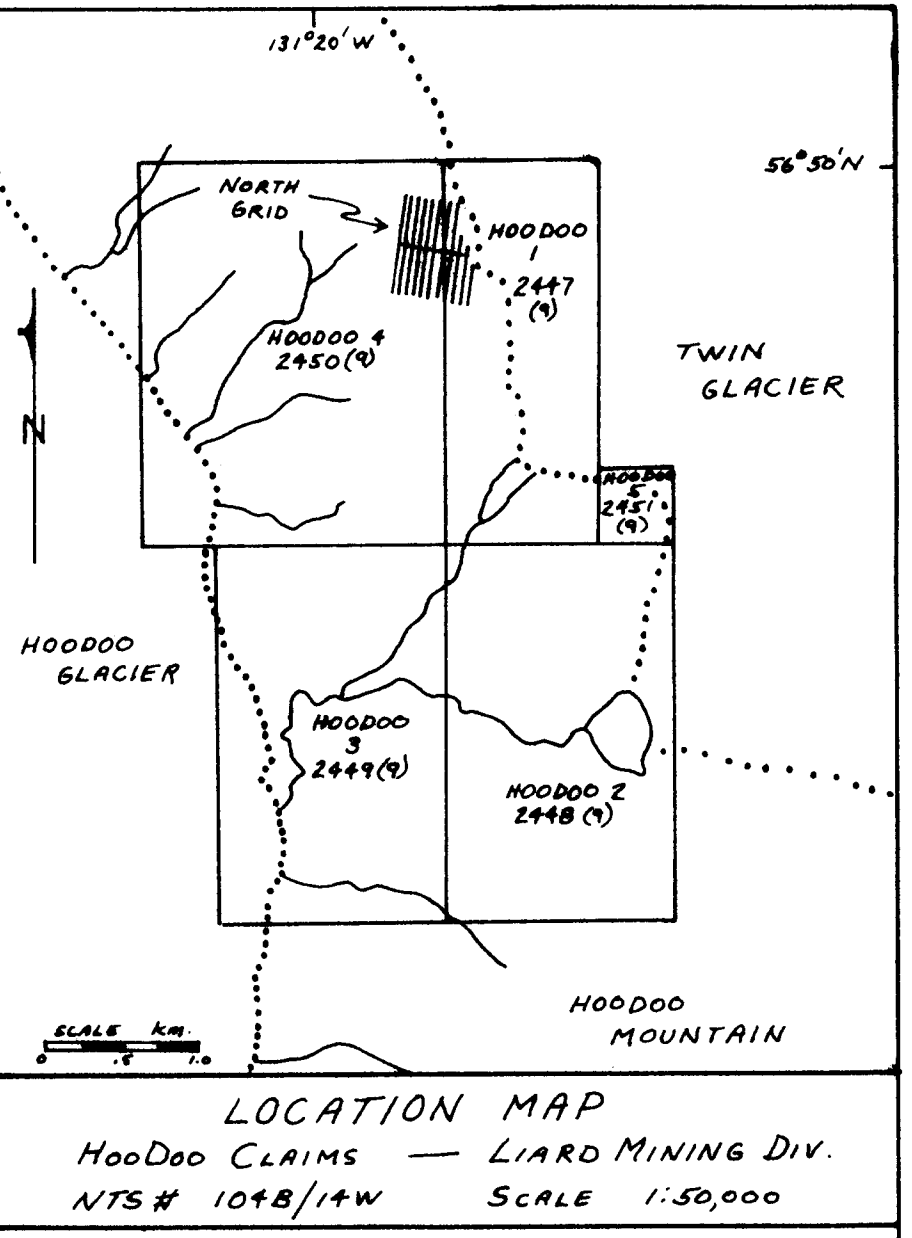 131°20' W
56°50' N
NORTH
GRID
HOODOO
1
2447
(9)
HOODOO 4
2450 (9)
TWIN
GLACIER
HOODOO
5
2451
(9)
N
HOODOO
GLACIER
HOODOO
3
2449 (9)
HOODOO 2
2448 (9)
HOODOO
MOUNTAIN
SCALE km.
0 .5 1.0
LOCATION MAP
HOODOO CLAIMS — LIARD MINING DIV.
NTS # 104B/14W SCALE 1:50,000